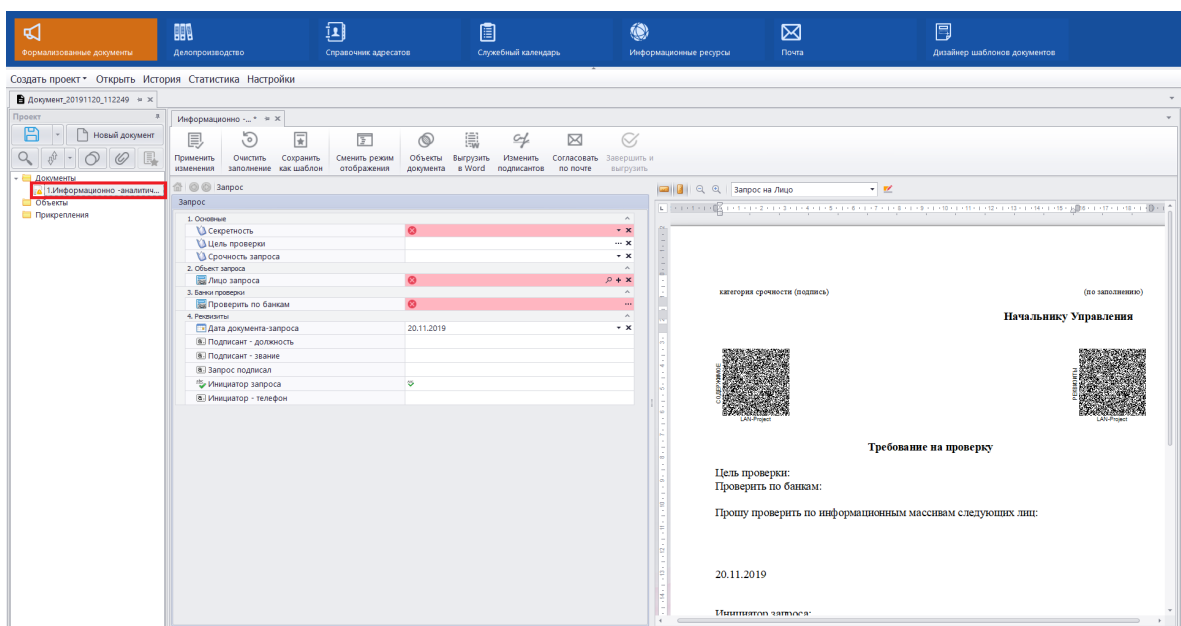 Формализованные документы
Делопроизводство
Справочник адресатов
Служебный календарь
Информационные ресурсы
Почта
Дизайнер шаблонов документов
Создать проект Открыть История Статистика Настройки
Документ_20191120_112249
Проект
Новый документ
Документы
1.Информационно -аналитич...
Объекты
Прикрепления
Информационно -... *
Применить изменения
Очистить заполнение
Сохранить как шаблон
Сменить режим отображения
Объекты документа
Выгрузить в Word
Изменить подписантов
Согласовать по почте
Завершить и выгрузить
Запрос
Запрос
1. Основные
Секретность
Цель проверки
Срочность запроса
2. Объект запроса
Лицо запроса
3. Банки проверки
Проверить по банкам
4. Реквизиты
Дата документа-запроса 20.11.2019
Подписант - должность
Подписант - звание
Запрос подписал
Инициатор запроса
Инициатор - телефон
Запрос на Лицо
категория срочности (подпись) (по заполнению)
Начальнику Управления
СОДЕРЖИМОЕ
LAN-Project
РЕКВИЗИТЫ
LAN-Project
Требование на проверку
Цель проверки:
Проверить по банкам:
Прошу проверить по информационным массивам следующих лиц:
20.11.2019
Инициатор запроса: